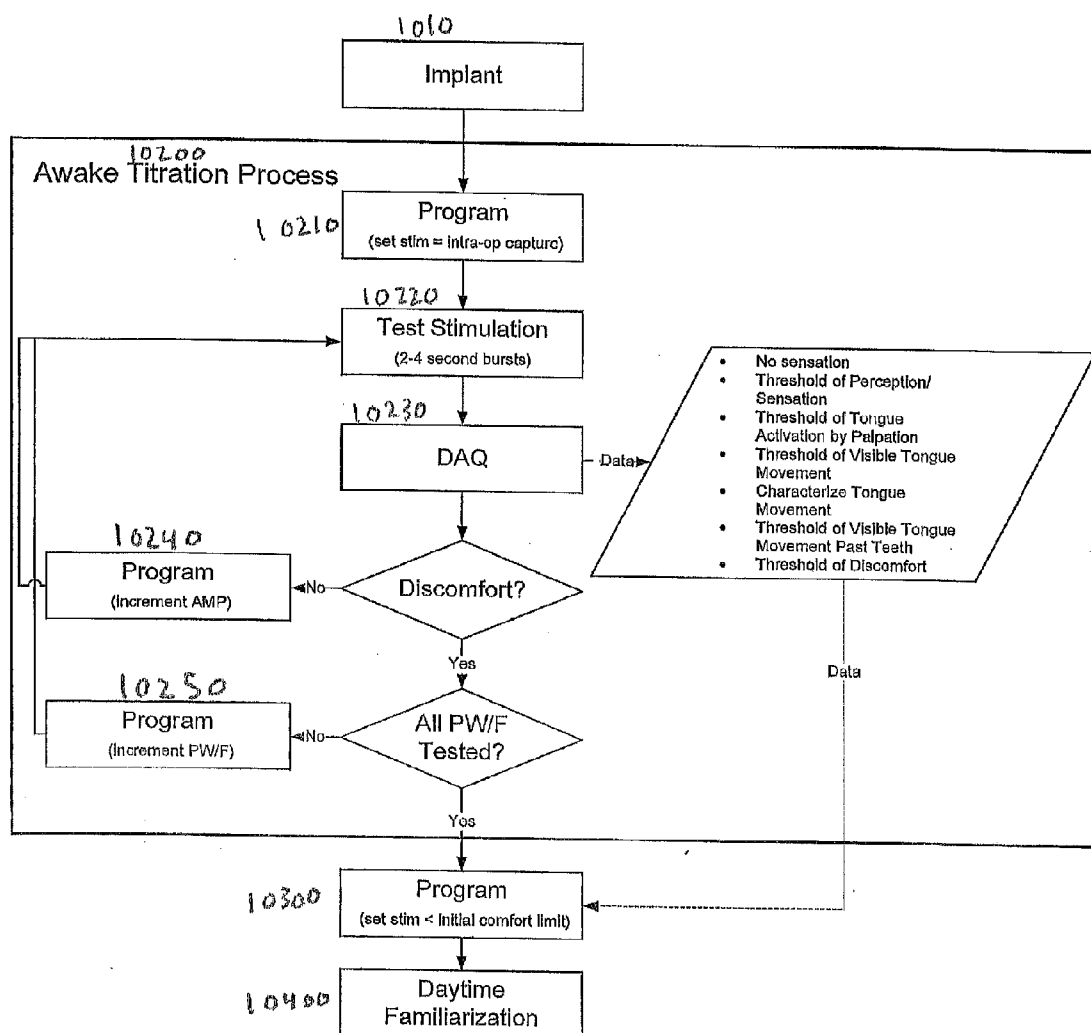 1010
Implant
10200
Awake Titration Process
10210
Program
(set stim = intra-op capture)
10220
Test Stimulation
(2-4 second bursts)
10230
DAQ
Data
• No sensation
• Threshold of Perception/
Sensation
• Threshold of Tongue
Activation by Palpation
• Threshold of Visible Tongue
Movement
• Characterize Tongue
Movement
• Threshold of Visible Tongue
Movement Past Teeth
• Threshold of Discomfort
10240
Program
(increment AMP)
No
Discomfort?
Yes
Data
10250
Program
(increment PW/F)
No
All PW/F
Tested?
Yes
10300
Program
(set stim < initial comfort limit)
10400
Daytime
Familiarization